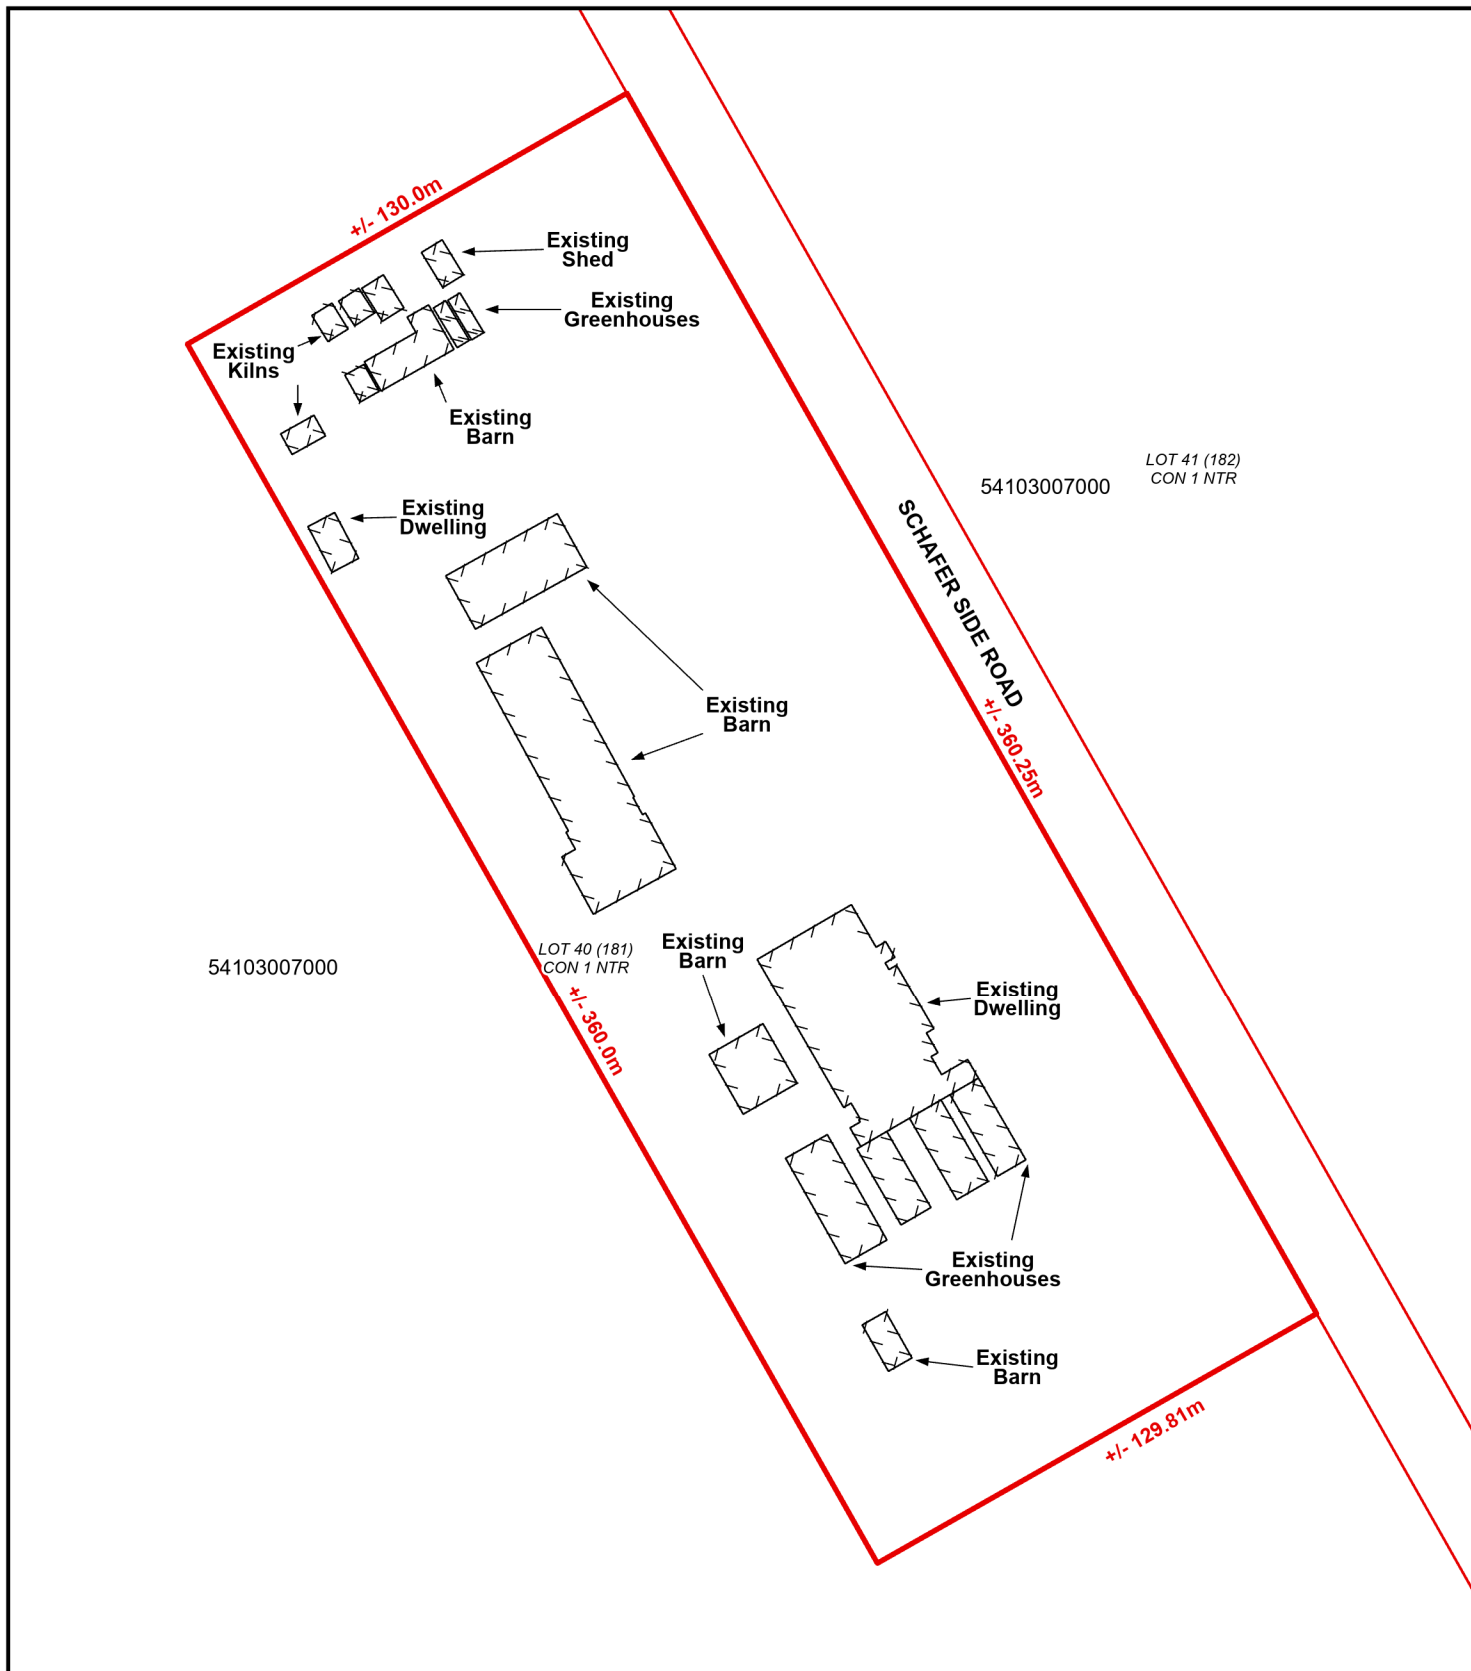 +/- 130.0m
Existing
Shed
Existing
Greenhouses
Existing
Kilns
Existing
Barn
LOT 41 (182)
CON 1 NTR
54103007000
Existing
Dwelling
SCHAFER SIDE ROAD
Existing
Barn
+/- 360.25m
54103007000
LOT 40 (181)
CON 1 NTR
Existing
Barn
Existing
Dwelling
+/- 360.0m
Existing
Greenhouses
Existing
Barn
+/- 129.81m